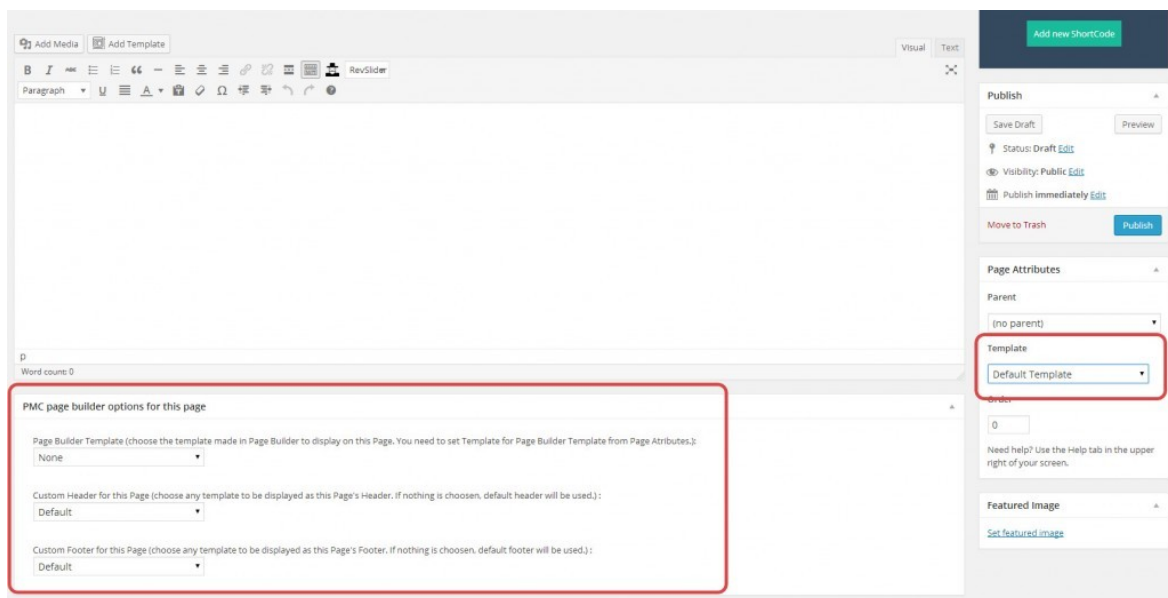 Add new ShortCode
Add Media
Add Template
Visual
Text
B I ABC
RevSlider
Paragraph
U
A
Ω
p
Word count: 0
PMC page builder options for this page
Page Builder Template (choose the template made in Page Builder to display on this Page. You need to set Template for Page Builder Template from Page Atributes.):
None
Custom Header for this Page (choose any template to be displayed as this Page's Header. If nothing is choosen, default header will be used.) :
Default
Custom Footer for this Page (choose any template to be displayed as this Page's Footer. If nothing is choosen, default footer will be used.) :
Default
Publish
Save Draft
Preview
Status: Draft Edit
Visibility: Public Edit
Publish immediately Edit
Move to Trash
Publish
Page Attributes
Parent
(no parent)
Template
Default Template
Order
0
Need help? Use the Help tab in the upper
right of your screen.
Featured Image
Set featured image